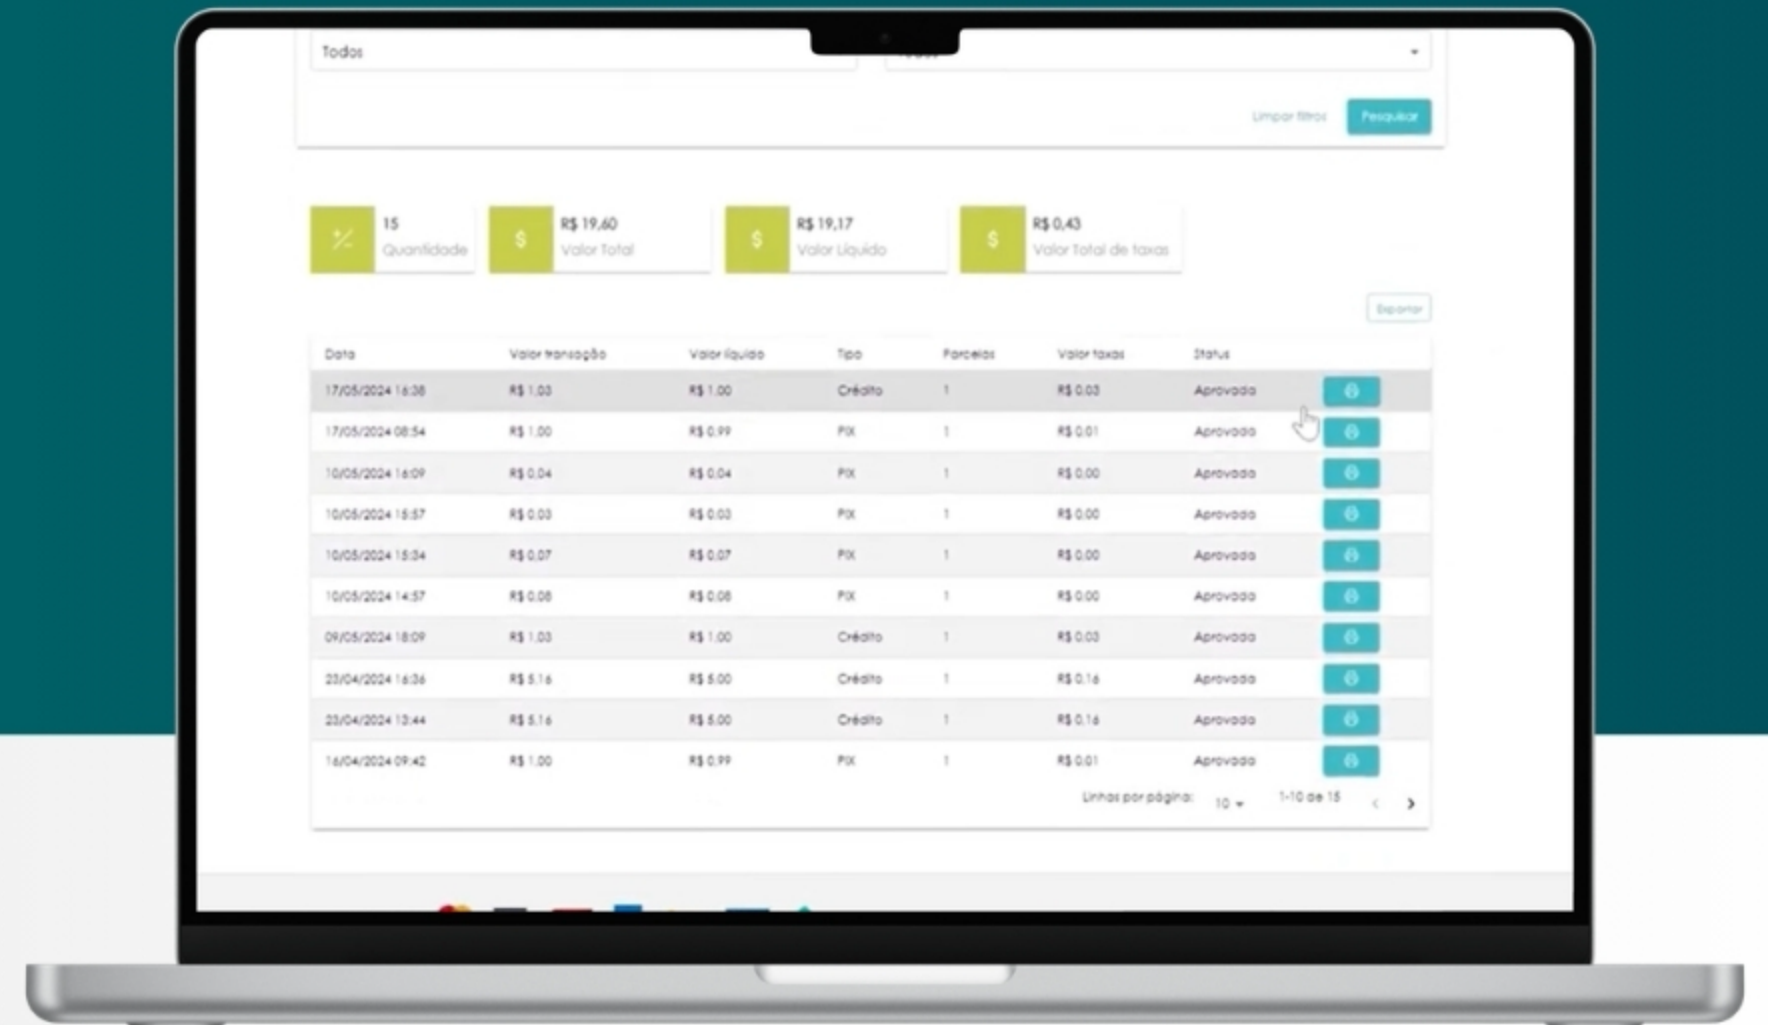 Todos
Limpar filtros Pesquisar
15 R$ 19,60 R$ 19,17 R$ 0,43
Quantidade Valor Total Valor Líquido Valor Total de taxas
Exportar
Data Valor transação Valor líquido Tipo Parcelas Valor taxas Status
17/05/2024 16:38 R$ 1,03 R$ 1,00 Crédito 1 R$ 0,03 Aprovada
17/05/2024 08:54 R$ 1,00 R$ 0,99 PIX 1 R$ 0,01 Aprovada
10/05/2024 16:09 R$ 0,04 R$ 0,04 PIX 1 R$ 0,00 Aprovada
10/05/2024 15:57 R$ 0,03 R$ 0,03 PIX 1 R$ 0,00 Aprovada
10/05/2024 15:34 R$ 0,07 R$ 0,07 PIX 1 R$ 0,00 Aprovada
10/05/2024 14:57 R$ 0,08 R$ 0,08 PIX 1 R$ 0,00 Aprovada
09/05/2024 18:09 R$ 1,03 R$ 1,00 Crédito 1 R$ 0,03 Aprovada
23/04/2024 16:36 R$ 5,16 R$ 5,00 Crédito 1 R$ 0,16 Aprovada
23/04/2024 13:44 R$ 5,16 R$ 5,00 Crédito 1 R$ 0,16 Aprovada
16/04/2024 09:42 R$ 1,00 R$ 0,99 PIX 1 R$ 0,01 Aprovada
Linhas por página: 10 1-10 de 15